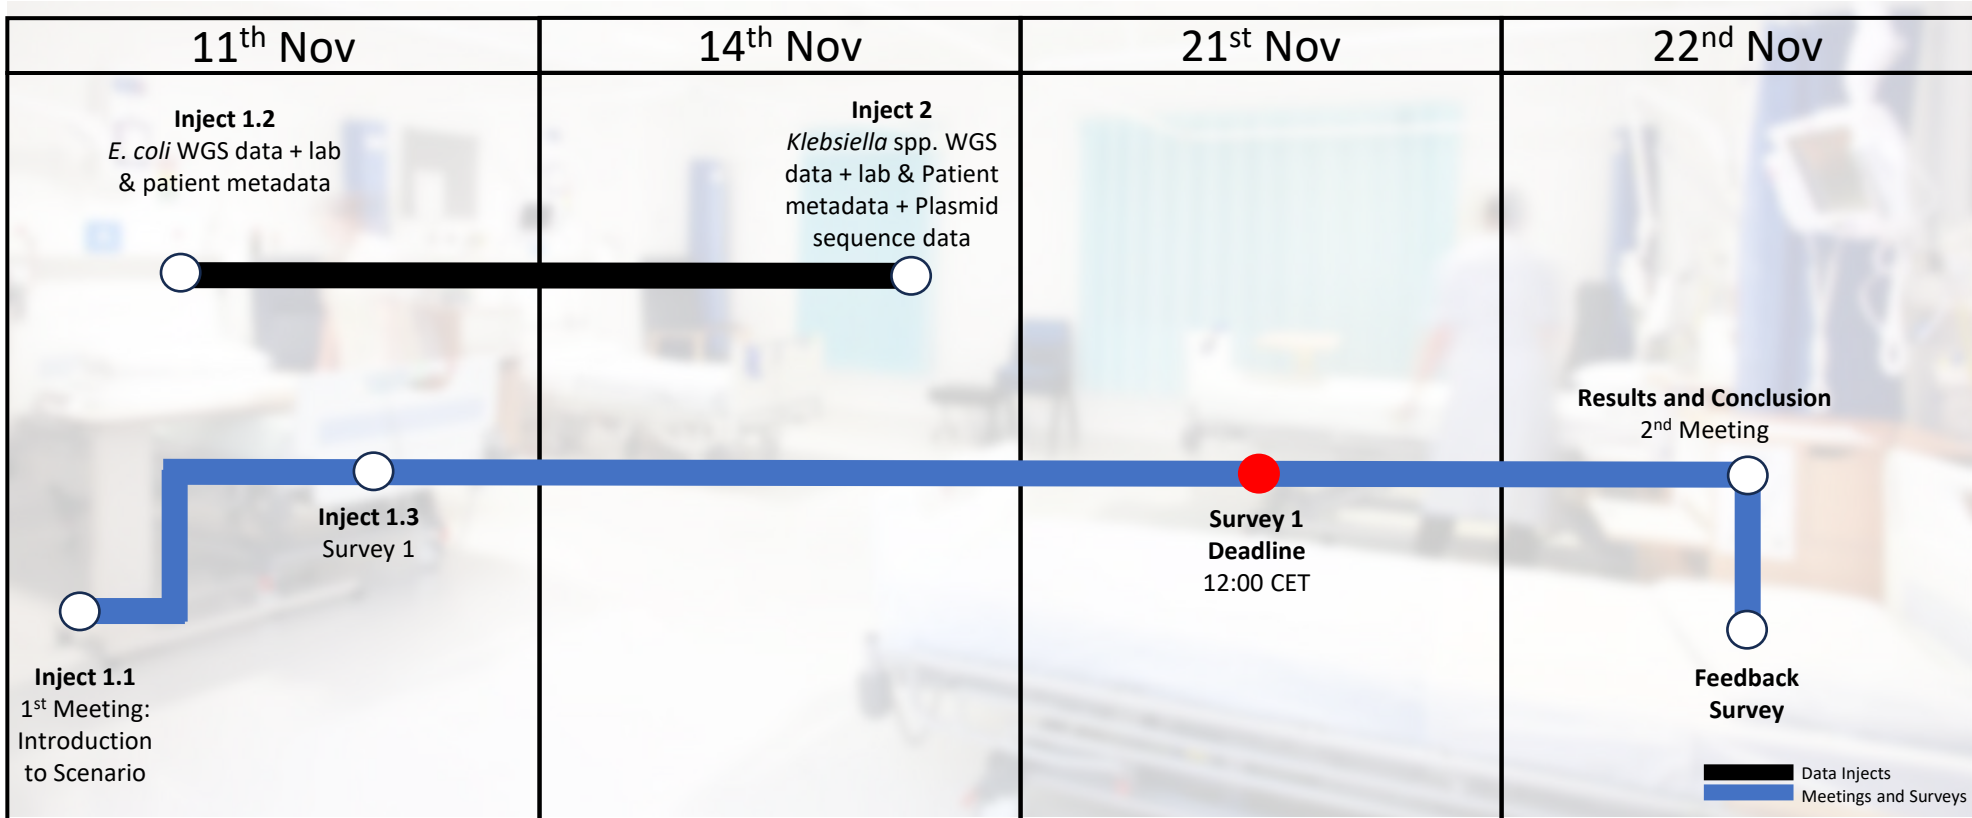 11th Nov
14th Nov
21st Nov
22nd Nov
Inject 1.2
E. coli WGS data + lab
& patient metadata
Inject 2
Klebsiella spp. WGS
data + lab & Patient
metadata + Plasmid
sequence data
Inject 1.3
Survey 1
Inject 1.1
1st Meeting:
Introduction
to Scenario
Survey 1
Deadline
12:00 CET
Results and Conclusion
2nd Meeting
Feedback
Survey
Data Injects
Meetings and Surveys